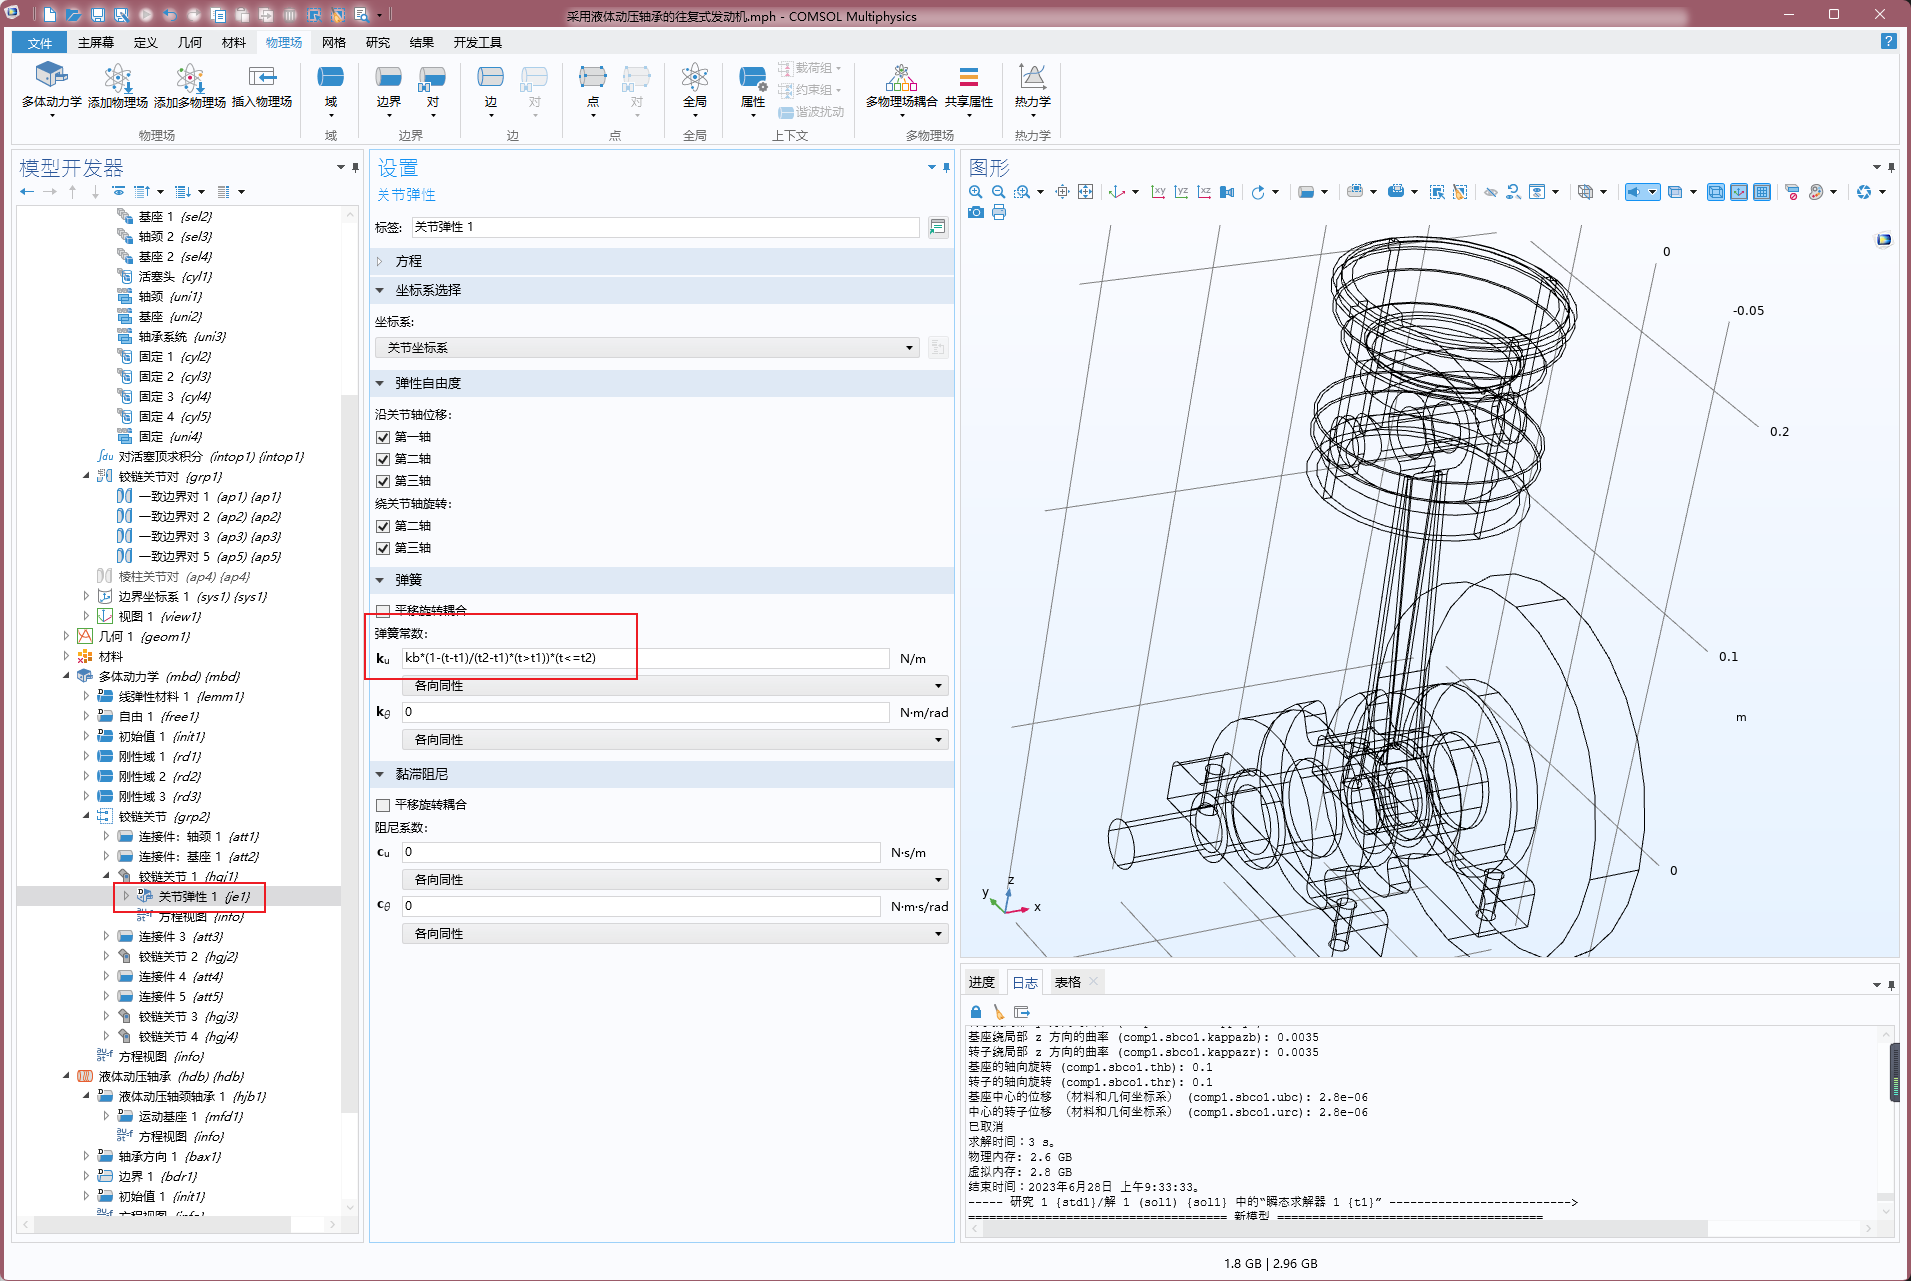 采用液体动压轴承的往复式发动机.mph - COMSOL Multiphysics
文件 主屏幕 定义 几何 材料 物理场 网格 研究 结果 开发工具
多体动力学 添加物理场 添加多物理场 插入物理场 域 边界 对 边 对 点 对 全局 属性 载荷组 约束组 谐波扰动 多物理场耦合 共享属性 热力学
物理场 域 边界 边 点 全局 上下文 多物理场 热力学
模型开发器
基座 1 (sel2)
轴颈 2 (sel3)
基座 2 (sel4)
活塞头 (cyl1)
轴颈 (uni1)
基座 (uni2)
轴承系统 (uni3)
固定 1 (cyl2)
固定 2 (cyl3)
固定 3 (cyl4)
固定 4 (cyl5)
固定 (uni4)
对活塞顶求积分 (intop1) {intop1}
铰链关节对 (grp1)
一致边界对 1 (ap1) {ap1}
一致边界对 2 (ap2) {ap2}
一致边界对 3 (ap3) {ap3}
一致边界对 5 (ap5) {ap5}
棱柱关节对 (ap4) {ap4}
边界坐标系 1 (sys1) {sys1}
视图 1 {view1}
几何 1 {geom1}
材料
多体动力学 (mbd) {mbd}
线弹性材料 1 {lemm1}
自由 1 {free1}
初始值 1 {init1}
刚性域 1 {rd1}
刚性域 2 {rd2}
刚性域 3 {rd3}
铰链关节 {grp2}
连接件: 轴颈 1 {att1}
连接件: 基座 1 {att2}
铰链关节 1 {hgj1}
关节弹性 1 {je1}
方程视图 {info}
连接件 3 {att3}
铰链关节 2 {hgj2}
连接件 4 {att4}
连接件 5 {att5}
铰链关节 3 {hgj3}
铰链关节 4 {hgj4}
方程视图 {info}
液体动压轴承 (hdb) {hdb}
液体动压轴颈轴承 1 {hjb1}
运动基座 1 {mfd1}
方程视图 {info}
轴承方向 1 {bax1}
边界 1 {bdr1}
初始值 1 {init1}
方程视图 {info}
设置
关节弹性
标签: 关节弹性 1
方程
坐标系选择
坐标系:
关节坐标系
弹性自由度
沿关节轴位移:
第一轴
第二轴
第三轴
绕关节轴旋转:
第二轴
第三轴
弹簧
平移旋转耦合
弹簧常数:
ku kb*(1-(t-t1)/(t2-t1)*(t>t1))*(t<=t2) N/m
各向同性
kθ 0 N·m/rad
各向同性
黏滞阻尼
平移旋转耦合
阻尼系数:
cu 0 N·s/m
各向同性
cθ 0 N·m·s/rad
各向同性
图形
0
-0.05
0.2
0.1
m
0
z
y
x
进度 日志 表格
基座绕局部 z 方向的曲率 (comp1.sbco1.kappazb): 0.0035
转子绕局部 z 方向的曲率 (comp1.sbco1.kappazr): 0.0035
基座的轴向旋转 (comp1.sbco1.thb): 0.1
转子的轴向旋转 (comp1.sbco1.thr): 0.1
基座中心的位移 （材料和几何坐标系） (comp1.sbco1.ubc): 2.8e-06
中心的转子位移 （材料和几何坐标系） (comp1.sbco1.urc): 2.8e-06
已取消
求解时间：3 s。
物理内存: 2.6 GB
虚拟内存: 2.8 GB
结束时间：2023年6月28日 上午9:33:33。
----- 研究 1 {std1}/解 1 (sol1) {sol1} 中的“瞬态求解器 1 {t1}” -------------------------->
===================================== 新模型 ======================================
1.8 GB | 2.96 GB